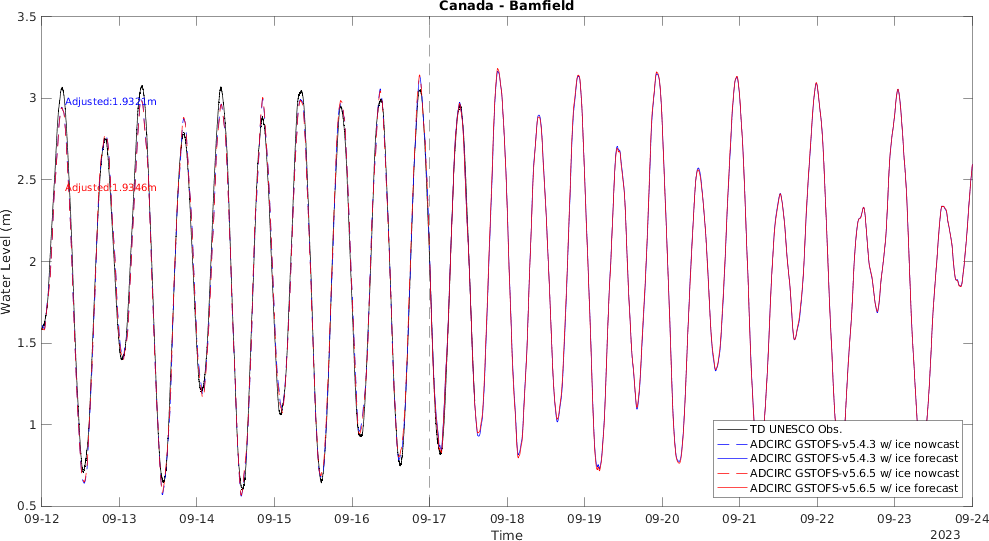 Canada - Bamfield
3.5
3
2.5
2
1.5
1
0.5
Water Level (m)
Adjusted:1.9321m
Adjusted:1.9346m
TD UNESCO Obs.
ADCIRC GSTOFS-v5.4.3 w/ ice nowcast
ADCIRC GSTOFS-v5.4.3 w/ ice forecast
ADCIRC GSTOFS-v5.6.5 w/ ice nowcast
ADCIRC GSTOFS-v5.6.5 w/ ice forecast
09-12 09-13 09-14 09-15 09-16 09-17 09-18 09-19 09-20 09-21 09-22 09-23 09-24
Time
2023